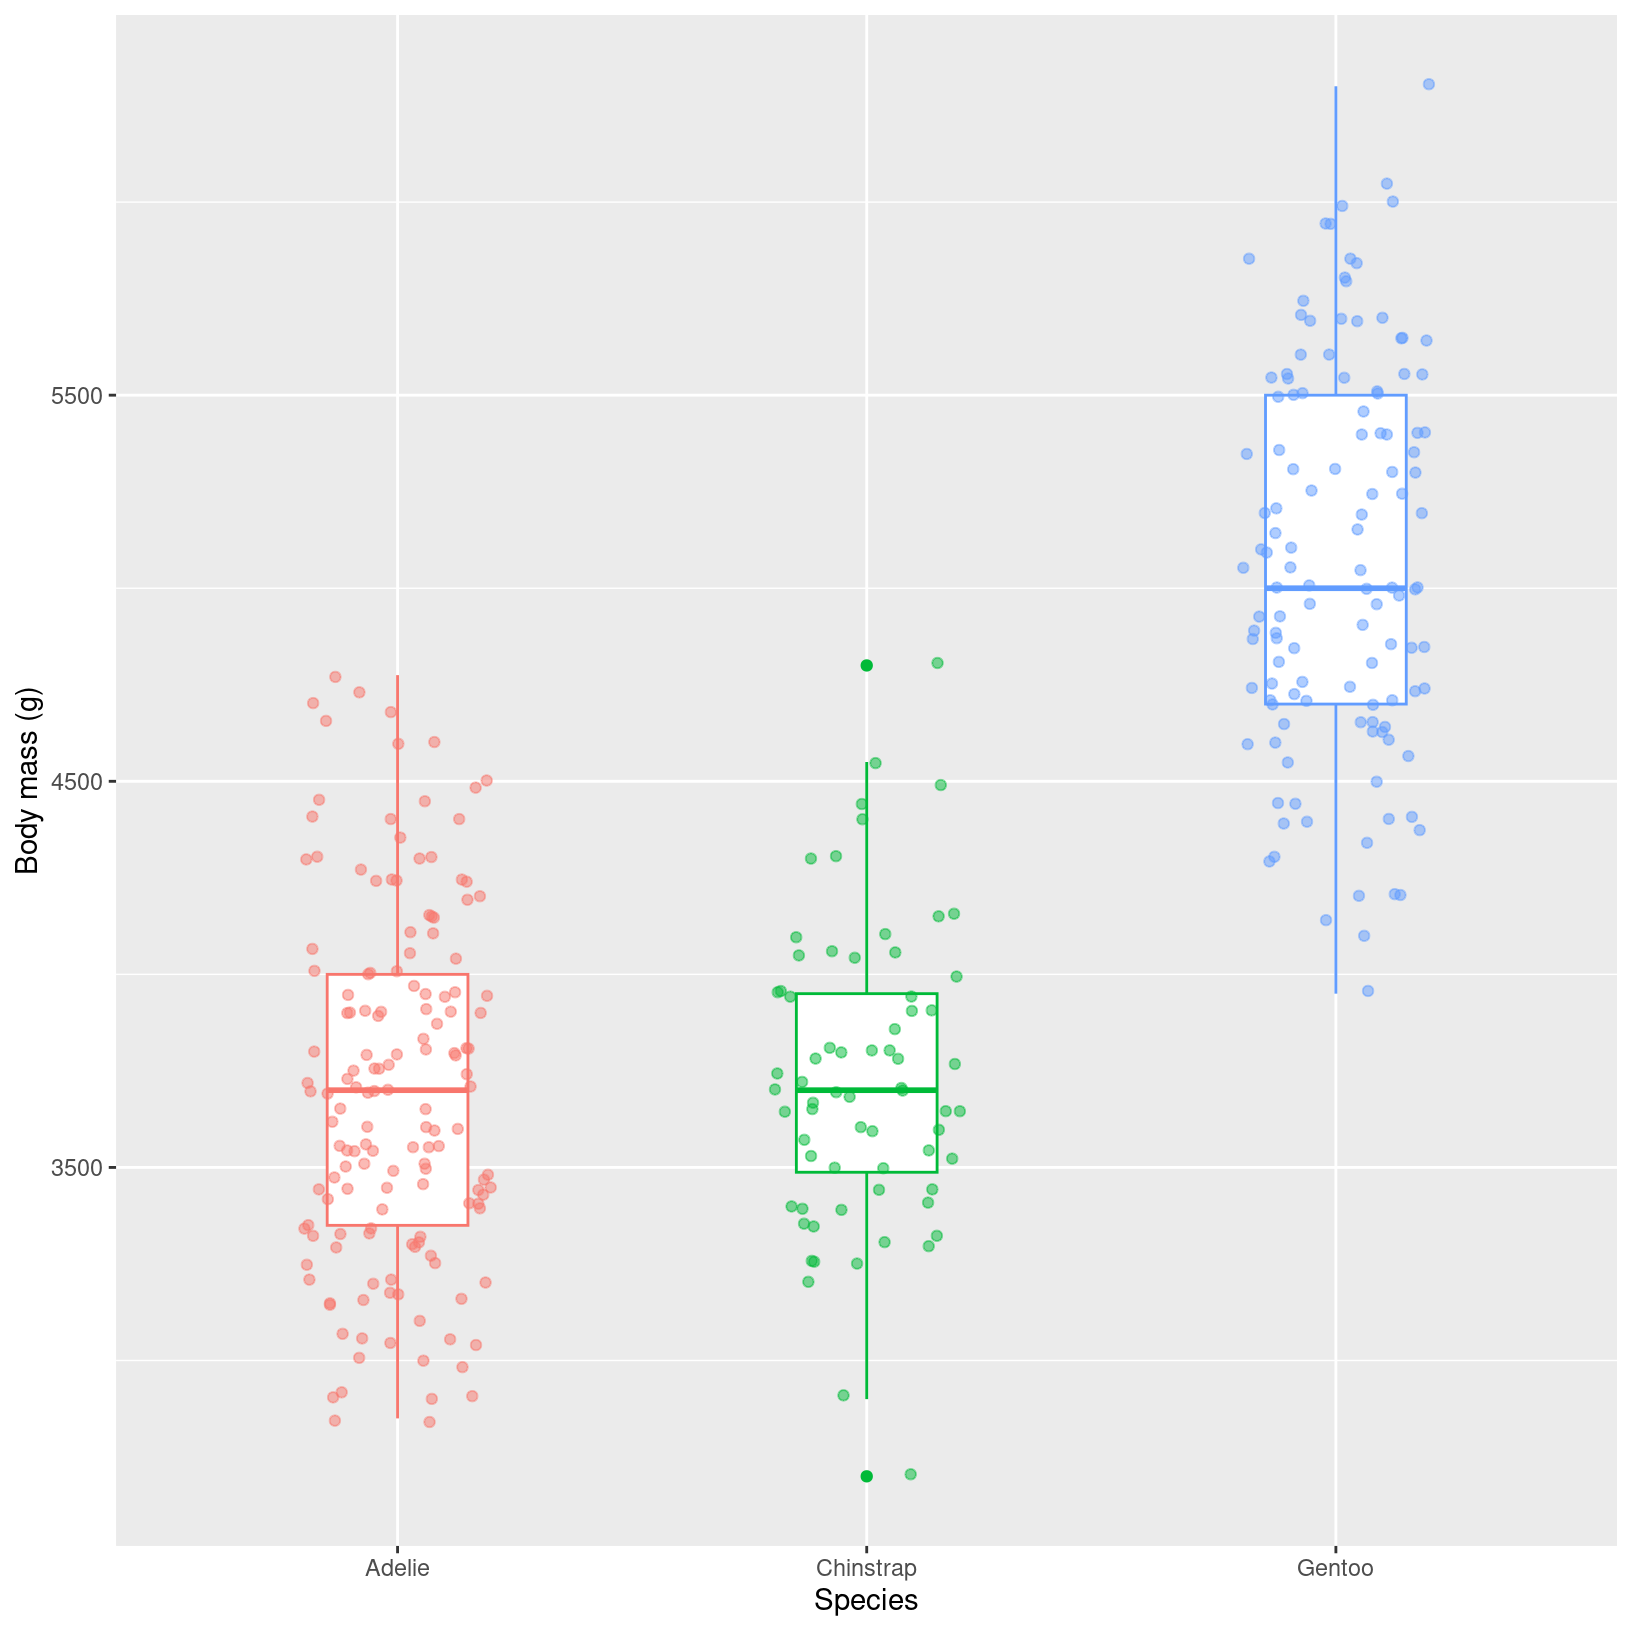 Body mass (g)
5500
4500
3500
Adelie
Chinstrap
Gentoo
Species